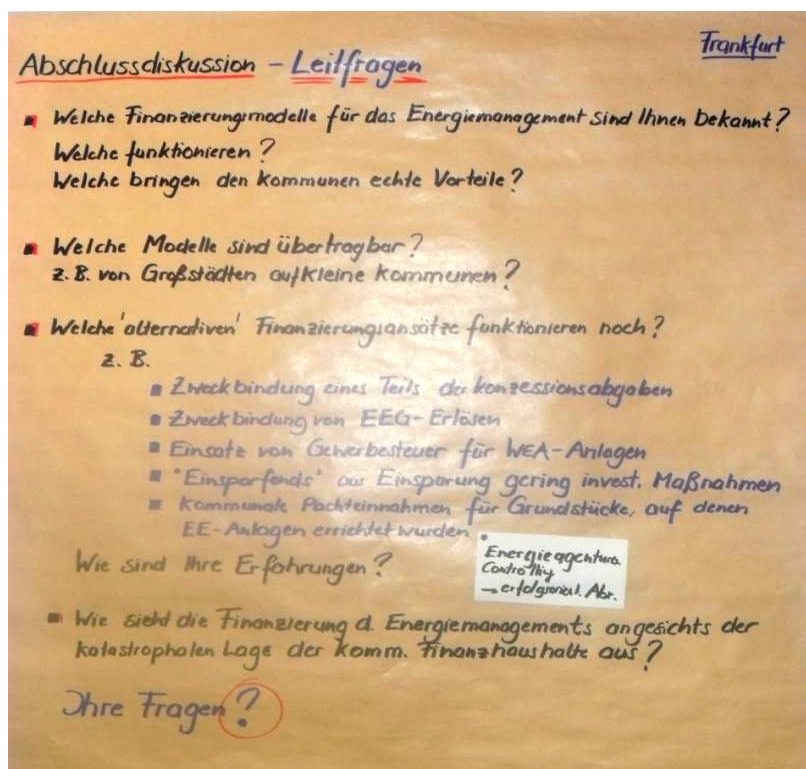 Frankfurt
Abschlussdiskussion - Leitfragen
Welche Finanzierungsmodelle für das Energiemanagement sind Ihnen bekannt?
Welche funktionieren?
Welche bringen den Kommunen echte Vorteile?
Welche Modelle sind übertragbar?
z.B. von Großstädten auf kleine Kommunen?
Welche 'alternativen' Finanzierungsansätze funktionieren noch?
z. B.
Zweckbindung eines Teils der Konzessionsabgaben
Zweckbindung von EEG-Erlösen
Einsatz von Gewerbesteuer für WEA-Anlagen
"Einsparfonds" aus Einsparung gering invest. Maßnahmen
Kommunale Pachteinnahmen für Grundstücke, auf denen
EE-Anlagen errichtet wurden
Wie sind Ihre Erfahrungen?
Controlling
Wie sieht die Finanzierung d. Energiemanagements angesichts der
katastrophalen Lage der komm. Finanzhaushalte aus?
Ihre Fragen?